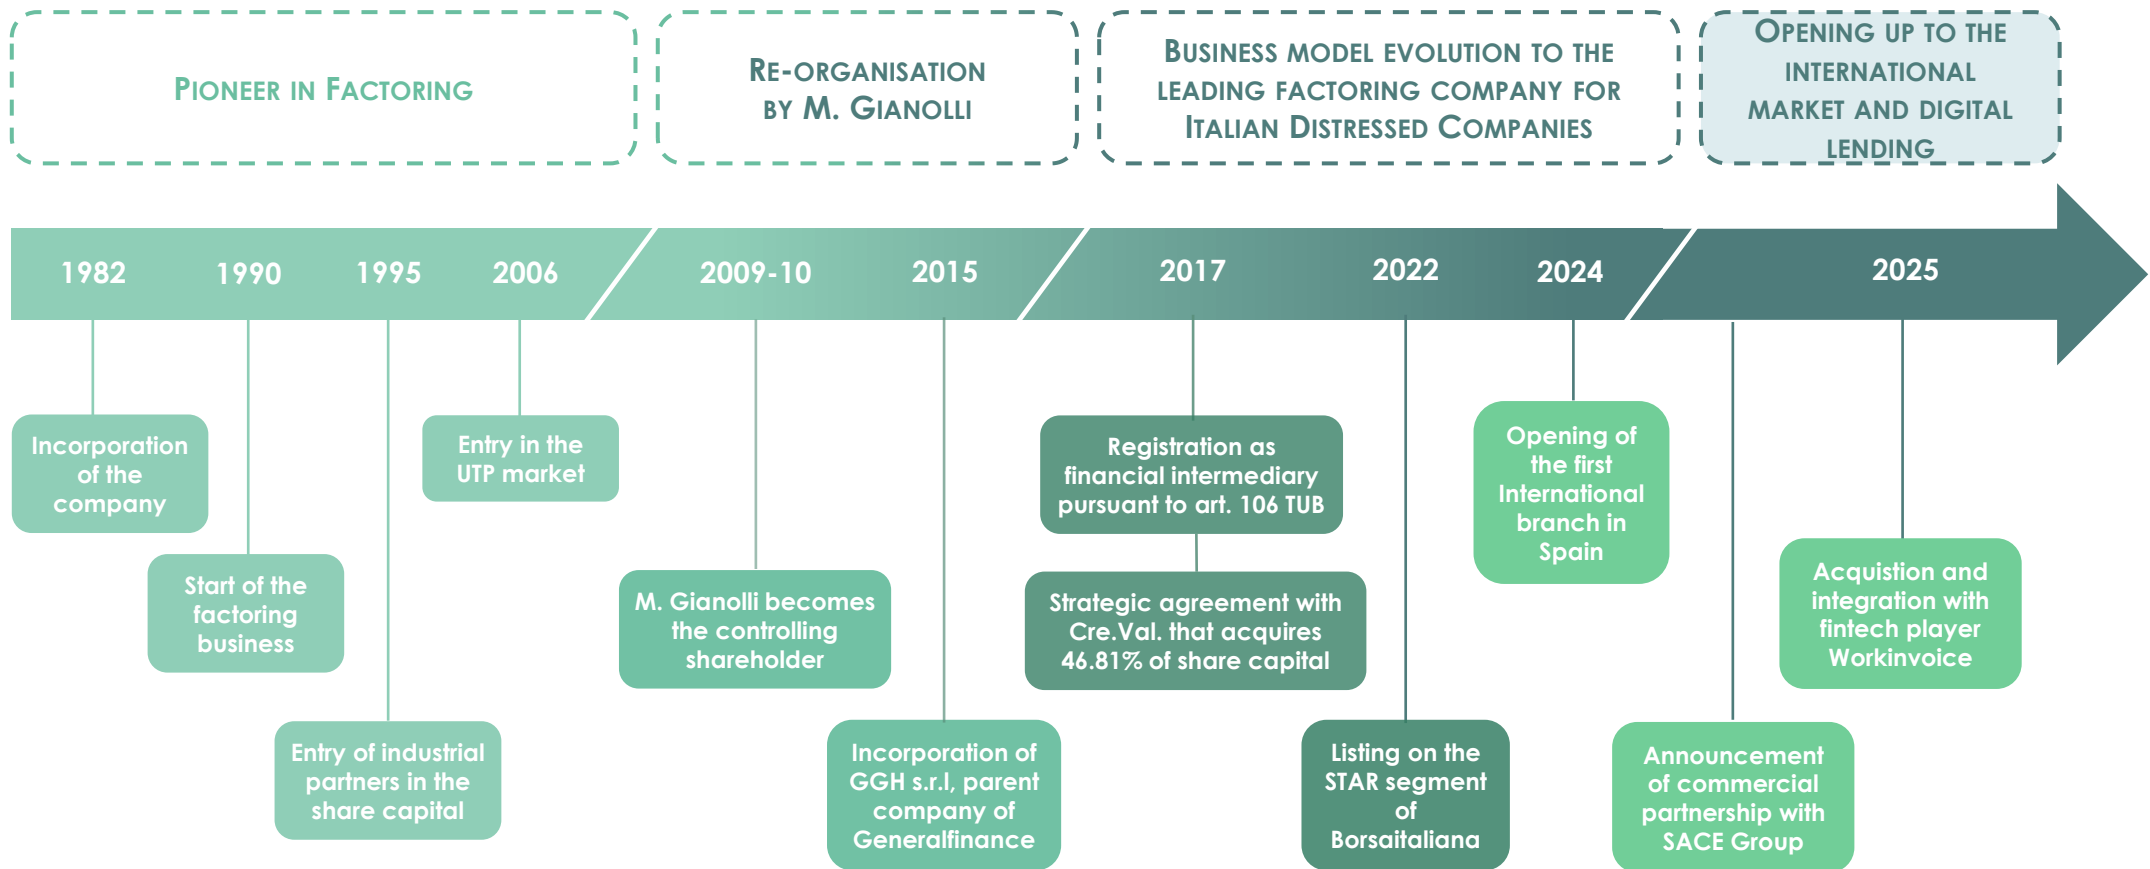 PIONEER IN FACTORING
RE-ORGANISATION
BY M. GIANOLLI
BUSINESS MODEL EVOLUTION TO THE
LEADING FACTORING COMPANY FOR
ITALIAN DISTRESSED COMPANIES
OPENING UP TO THE
INTERNATIONAL
MARKET AND DIGITAL
LENDING
1982
1990
1995
2006
2009-10
2015
2017
2022
2024
2025
Incorporation
of the
company
Start of the
factoring
business
Entry of industrial
partners in the
share capital
Entry in the
UTP market
M. Gianolli becomes
the controlling
shareholder
Incorporation of
GGH s.r.l, parent
company of
Generalfinance
Registration as
financial intermediary
pursuant to art. 106 TUB
Strategic agreement with
Cre.Val. that acquires
46.81% of share capital
Listing on the
STAR segment
of
Borsaitaliana
Opening of
the first
International
branch in
Spain
Announcement
of commercial
partnership with
SACE Group
Acquistion and
integration with
fintech player
Workinvoice